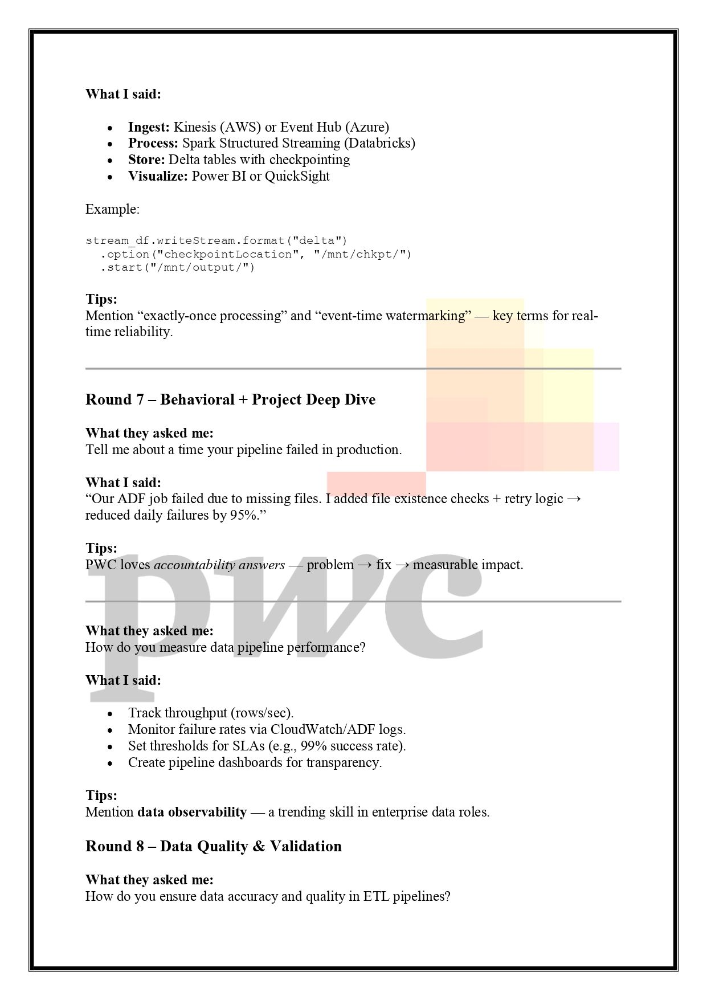 What I said:
• Ingest: Kinesis (AWS) or Event Hub (Azure)
• Process: Spark Structured Streaming (Databricks)
• Store: Delta tables with checkpointing
• Visualize: Power BI or QuickSight
Example:
stream_df.writeStream.format("delta")
  .option("checkpointLocation", "/mnt/chkpt/")
  .start("/mnt/output/")
Tips:
Mention “exactly-once processing” and “event-time watermarking” — key terms for real-
time reliability.
Round 7 – Behavioral + Project Deep Dive
What they asked me:
Tell me about a time your pipeline failed in production.
What I said:
“Our ADF job failed due to missing files. I added file existence checks + retry logic →
reduced daily failures by 95%.”
Tips:
PWC loves accountability answers — problem → fix → measurable impact.
pwc
What they asked me:
How do you measure data pipeline performance?
What I said:
• Track throughput (rows/sec).
• Monitor failure rates via CloudWatch/ADF logs.
• Set thresholds for SLAs (e.g., 99% success rate).
• Create pipeline dashboards for transparency.
Tips:
Mention data observability — a trending skill in enterprise data roles.
Round 8 – Data Quality & Validation
What they asked me:
How do you ensure data accuracy and quality in ETL pipelines?